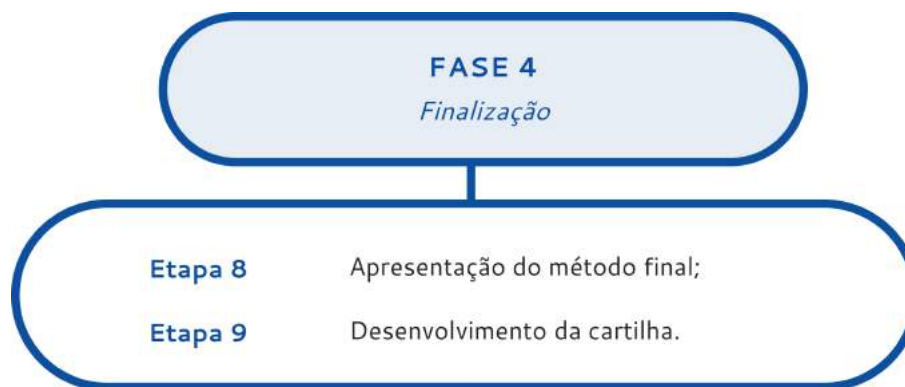 FASE 4
Finalização
Etapa 8 Apresentação do método final;
Etapa 9 Desenvolvimento da cartilha.